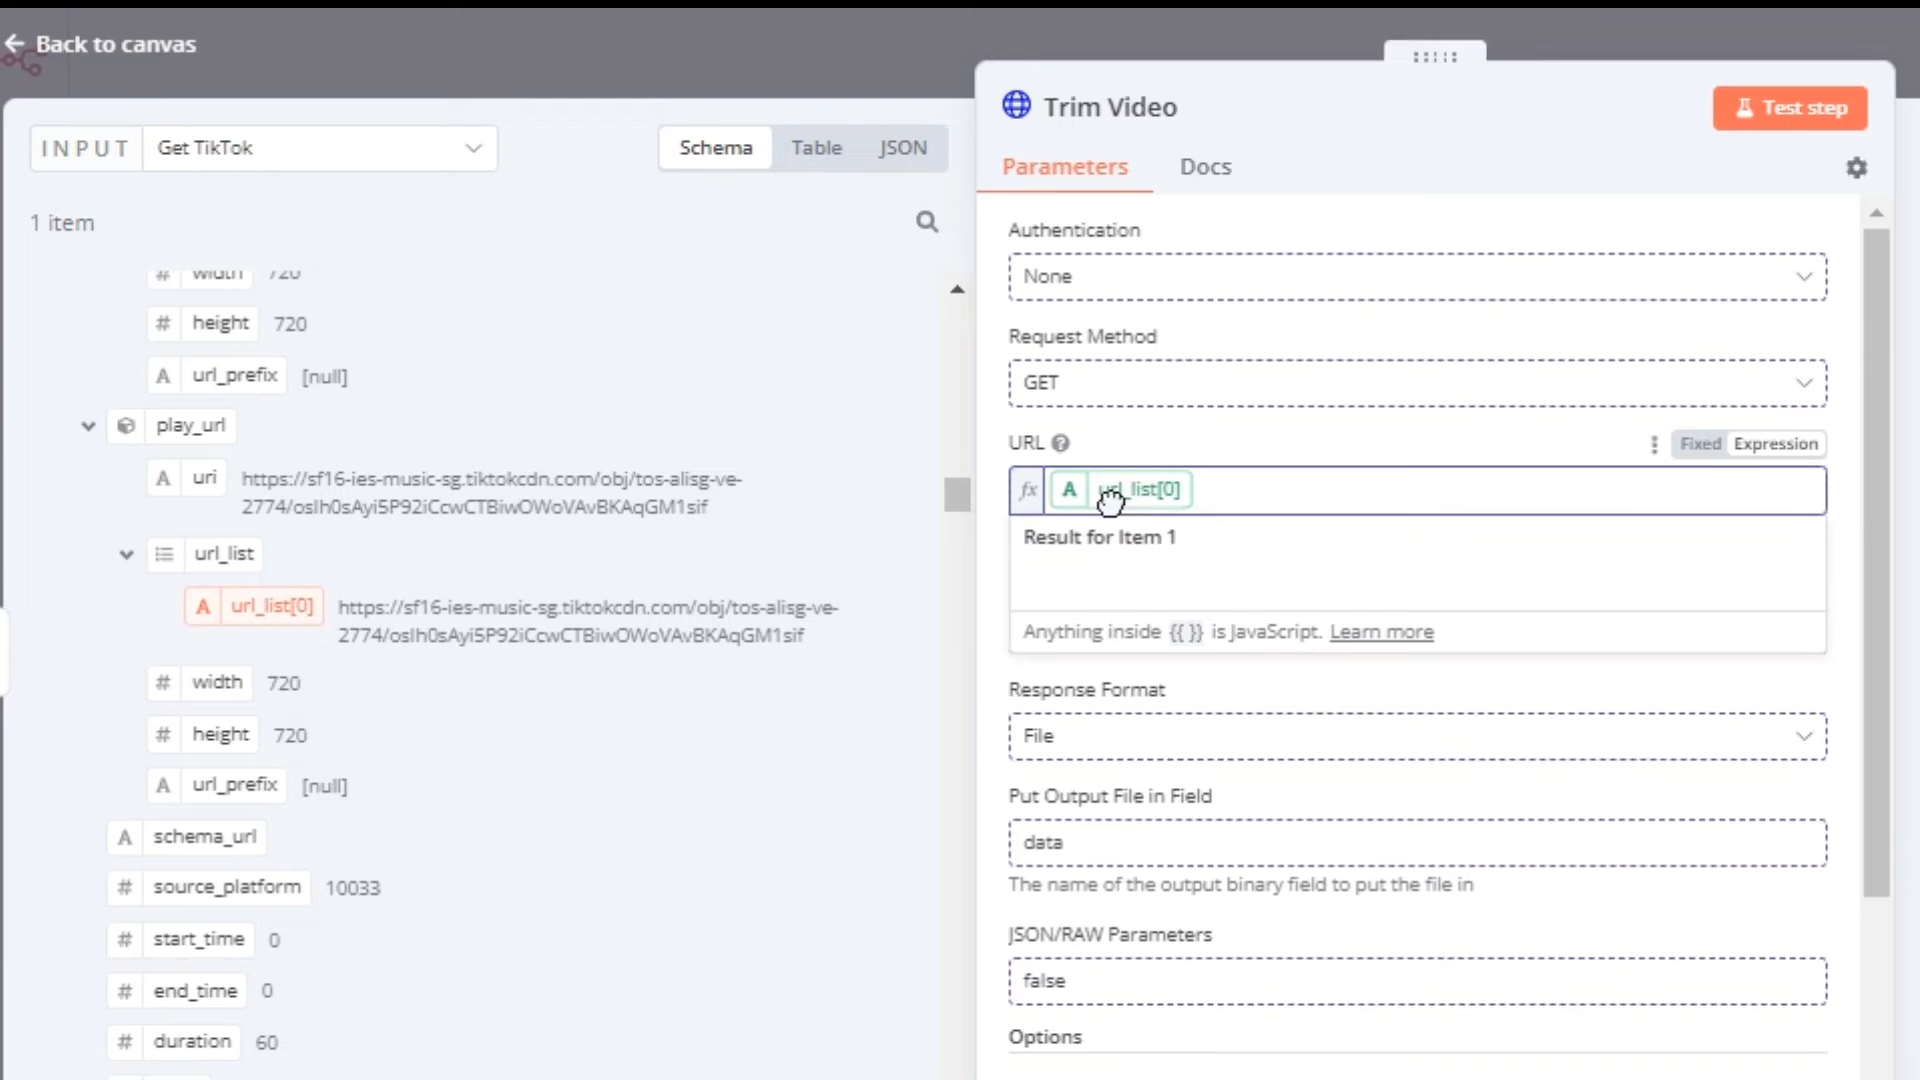 Back to canvas
INPUT Get TikTok
Schema Table JSON
1 item
# width 720
# height 720
A url_prefix [null]
play_url
A uri https://sf16-ies-music-sg.tiktokcdn.com/obj/tos-alisg-ve-
2774/osIh0sAyi5P92iCcwCTBiwOWoVAvBKAqGM1sif
url_list
A url_list[0] https://sf16-ies-music-sg.tiktokcdn.com/obj/tos-alisg-ve-
2774/osIh0sAyi5P92iCcwCTBiwOWoVAvBKAqGM1sif
# width 720
# height 720
A url_prefix [null]
A schema_url
# source_platform 10033
# start_time 0
# end_time 0
# duration 60
Trim Video
Test step
Parameters Docs
Authentication
None
Request Method
GET
URL
Fixed Expression
fx A url_list[0]
Result for Item 1
Anything inside {{ }} is JavaScript. Learn more
Response Format
File
Put Output File in Field
data
The name of the output binary field to put the file in
JSON/RAW Parameters
false
Options